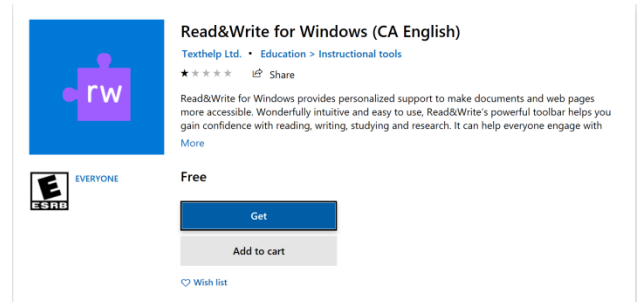 Read&Write for Windows (CA English)
Texthelp Ltd. • Education > Instructional tools
Share
Read&Write for Windows provides personalized support to make documents and web pages
more accessible. Wonderfully intuitive and easy to use, Read&Write's powerful toolbar helps you
gain confidence with reading, writing, studying and research. It can help everyone engage with
More
rw
E
ESRB
EVERYONE
Free
Get
Add to cart
Wish list